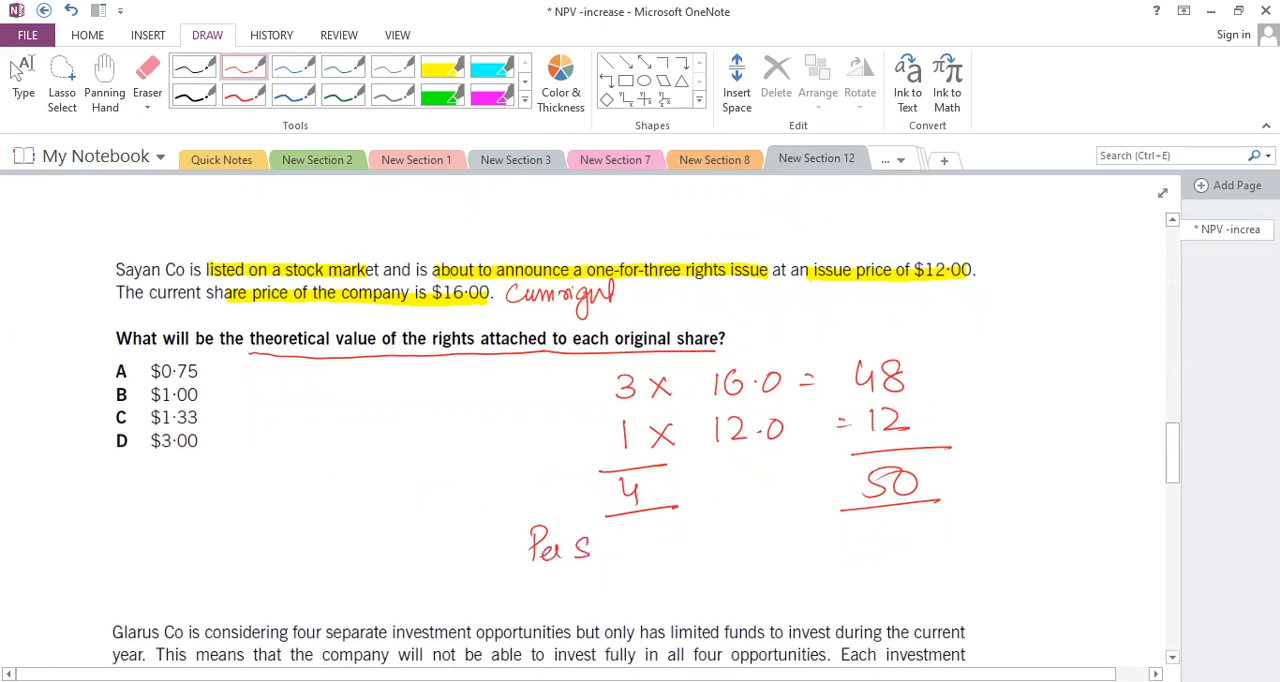 * NPV -increase - Microsoft OneNote
?
FILE HOME INSERT DRAW HISTORY REVIEW VIEW
Sign in
Type
Lasso Select
Panning Hand
Eraser
Color & Thickness
Insert Space
Delete
Arrange
Rotate
Ink to Text
Ink to Math
Tools
Shapes
Edit
Convert
My Notebook
Quick Notes New Section 2 New Section 1 New Section 3 New Section 7 New Section 8 New Section 12 ...
Search (Ctrl+E)
Add Page
* NPV -increa
Sayan Co is listed on a stock market and is about to announce a one-for-three rights issue at an issue price of $12·00.
The current share price of the company is $16·00. Cum right
What will be the theoretical value of the rights attached to each original share?
A $0·75
B $1·00
C $1·33
D $3·00
3 x 16.0 = 48
1 x 12.0 = 12
4 50
Per s
Glarus Co is considering four separate investment opportunities but only has limited funds to invest during the current
year. This means that the company will not be able to invest fully in all four opportunities. Each investment